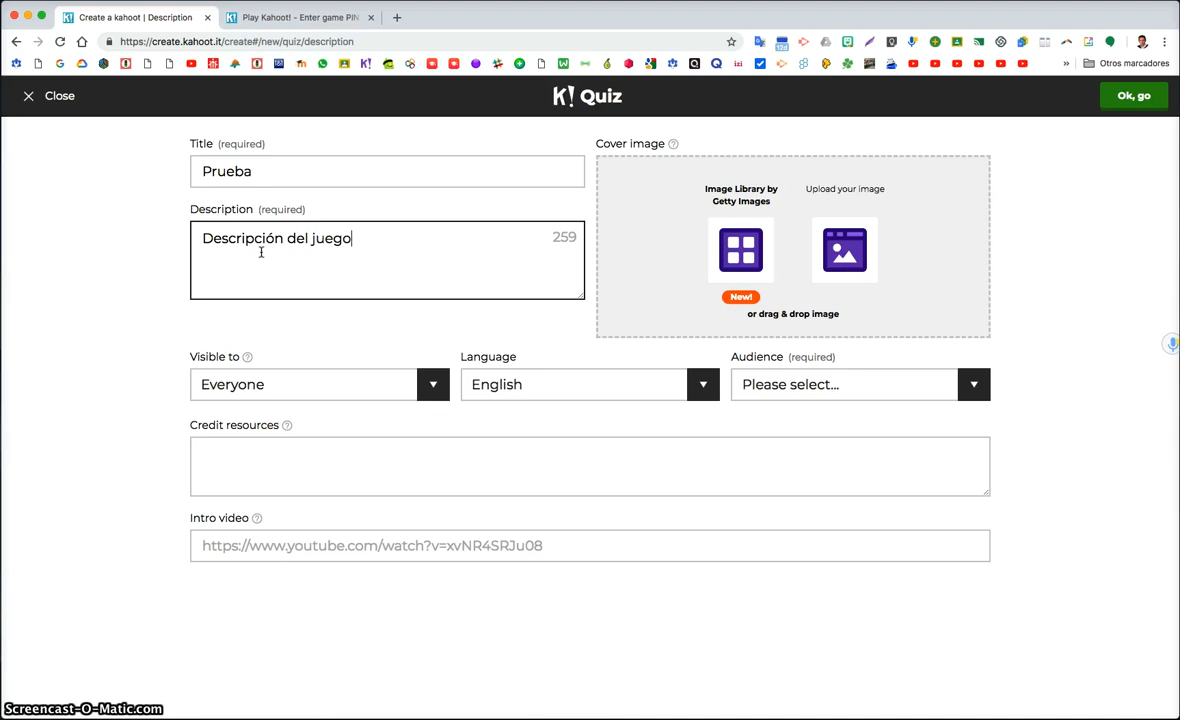 Create a kahoot | Description
Play Kahoot! - Enter game PIN
https://create.kahoot.it/create#/new/quiz/description
Otros marcadores
Close
K! Quiz
Ok, go
Title (required)
Prueba
Description (required)
Descripción del juego
259
Cover image
Image Library by
Getty Images
Upload your image
New!
or drag & drop image
Visible to
Everyone
Language
English
Audience (required)
Please select...
Credit resources
Intro video
https://www.youtube.com/watch?v=xvNR4SRJu08
Screencast-O-Matic.com